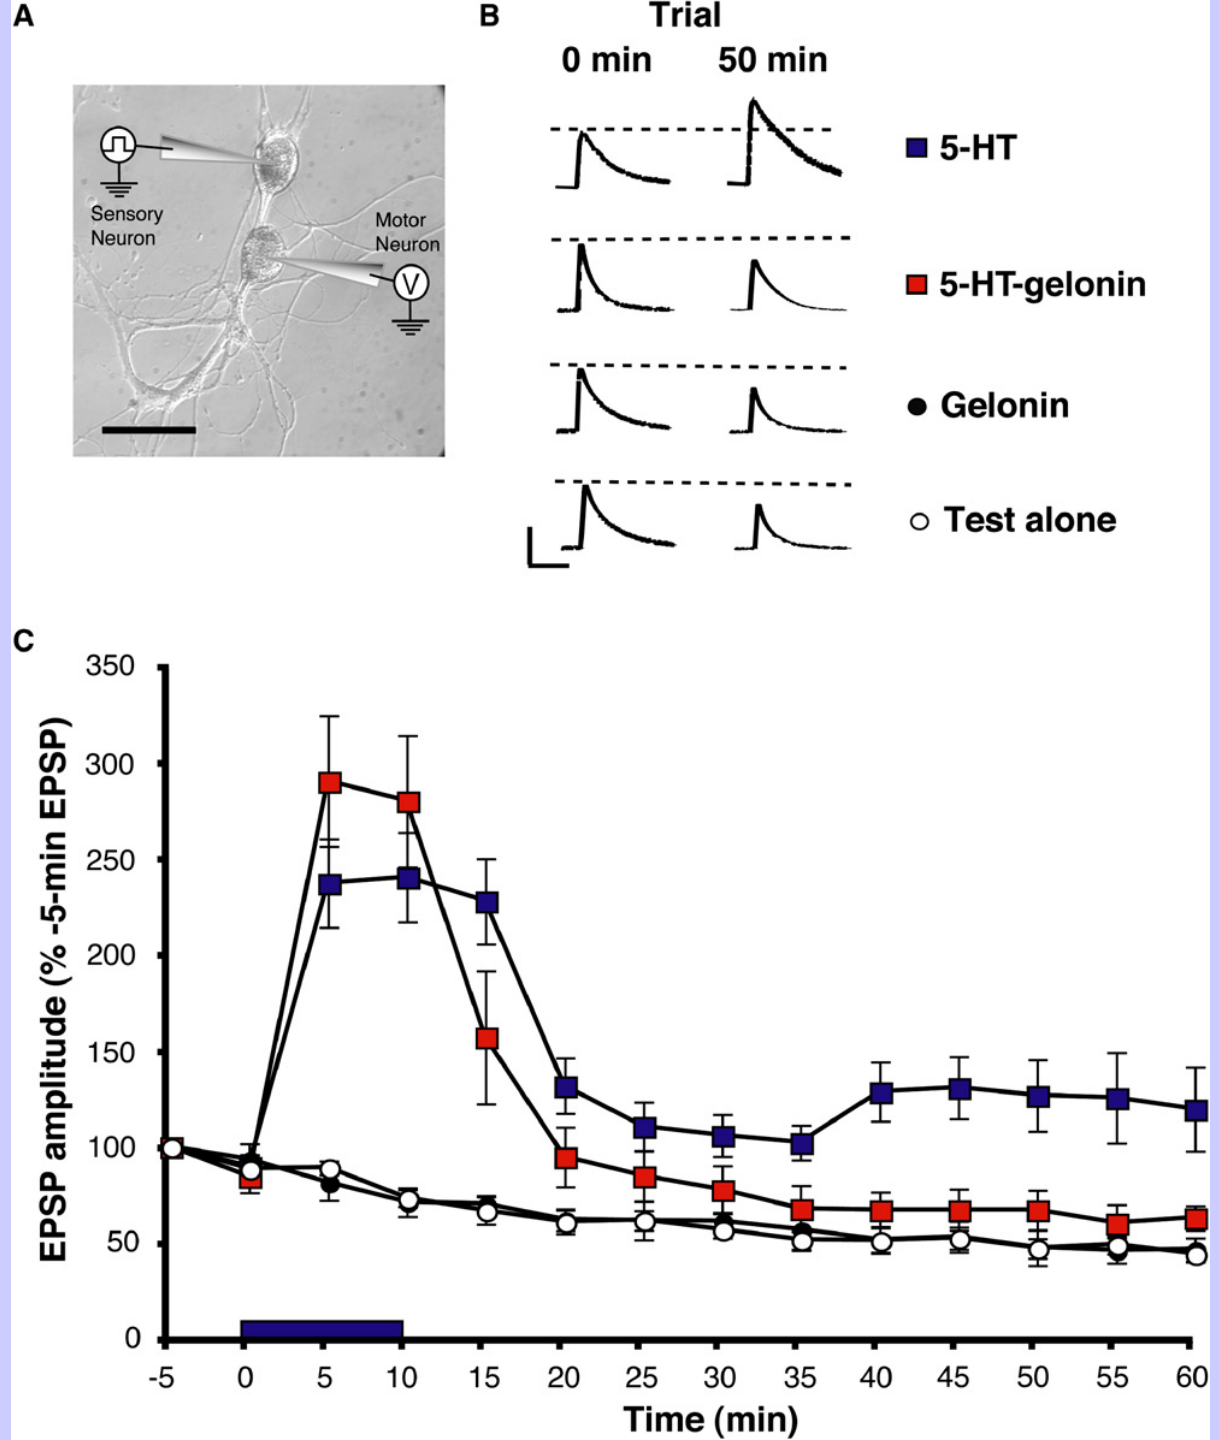 A
Sensory
Neuron
Motor
Neuron
V
B
Trial
0 min 50 min
5-HT
5-HT-gelonin
Gelonin
Test alone
C
EPSP amplitude (% -5-min EPSP)
350
300
250
200
150
100
50
0
-5 0 5 10 15 20 25 30 35 40 45 50 55 60
Time (min)